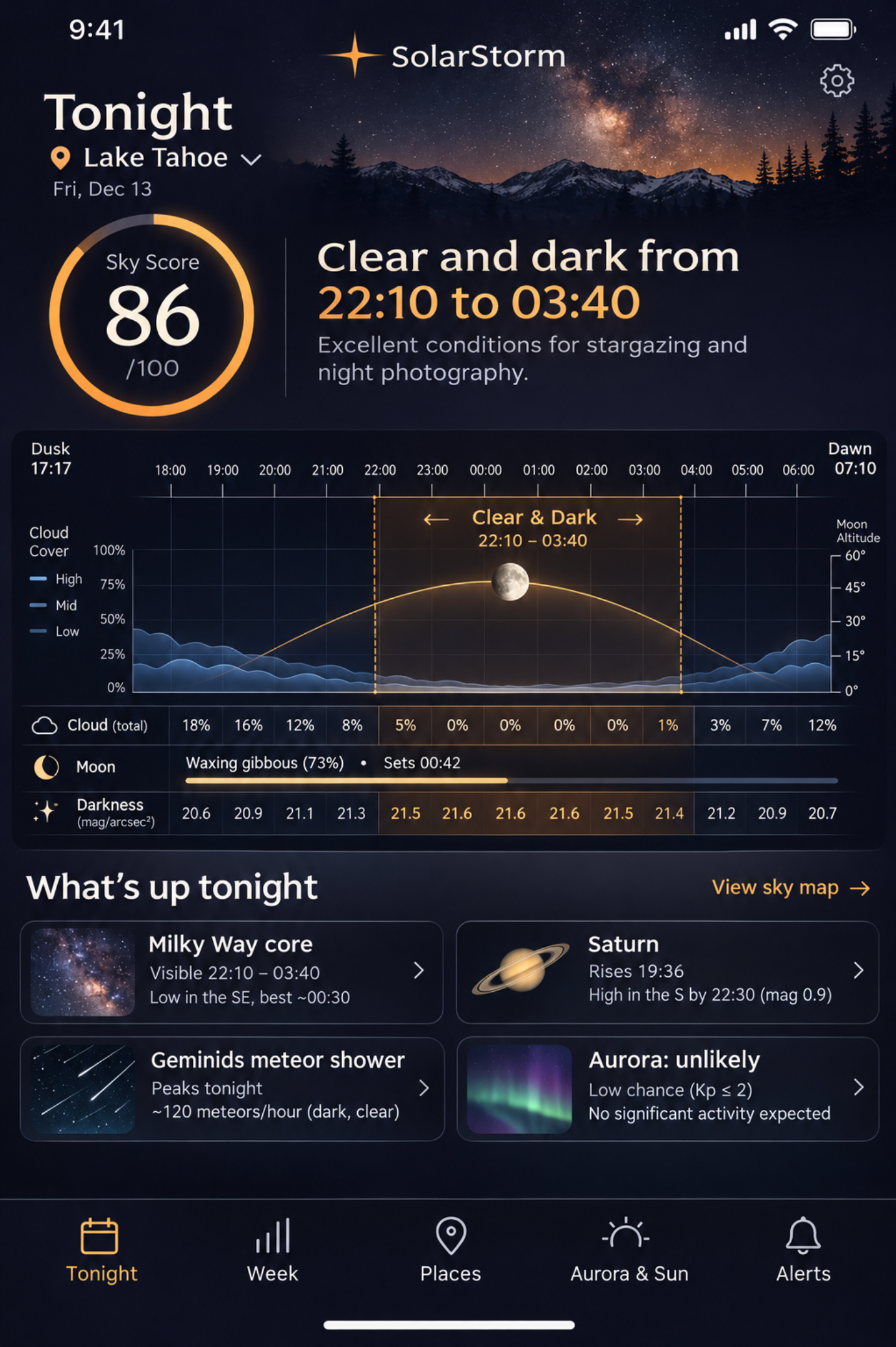 9:41
SolarStorm
Tonight
Lake Tahoe
Fri, Dec 13
Sky Score
86
/100
Clear and dark from
22:10 to 03:40
Excellent conditions for stargazing and
night photography.
Dusk
17:17
18:00 19:00 20:00 21:00 22:00 23:00 00:00 01:00 02:00 03:00 04:00 05:00 06:00
Dawn
07:10
← Clear & Dark →
22:10 – 03:40
Cloud
Cover
High
Mid
Low
100%
75%
50%
25%
0%
Moon
Altitude
60°
45°
30°
15°
0°
Cloud (total) 18% 16% 12% 8% 5% 0% 0% 0% 0% 1% 3% 7% 12%
Moon Waxing gibbous (73%) • Sets 00:42
Darkness
(mag/arcsec²)
20.6 20.9 21.1 21.3 21.5 21.6 21.6 21.6 21.5 21.4 21.2 20.9 20.7
What's up tonight
View sky map →
Milky Way core
Visible 22:10 – 03:40
Low in the SE, best ~00:30
Saturn
Rises 19:36
High in the S by 22:30 (mag 0.9)
Geminids meteor shower
Peaks tonight
~120 meteors/hour (dark, clear)
Aurora: unlikely
Low chance (Kp ≤ 2)
No significant activity expected
Tonight
Week
Places
Aurora & Sun
Alerts